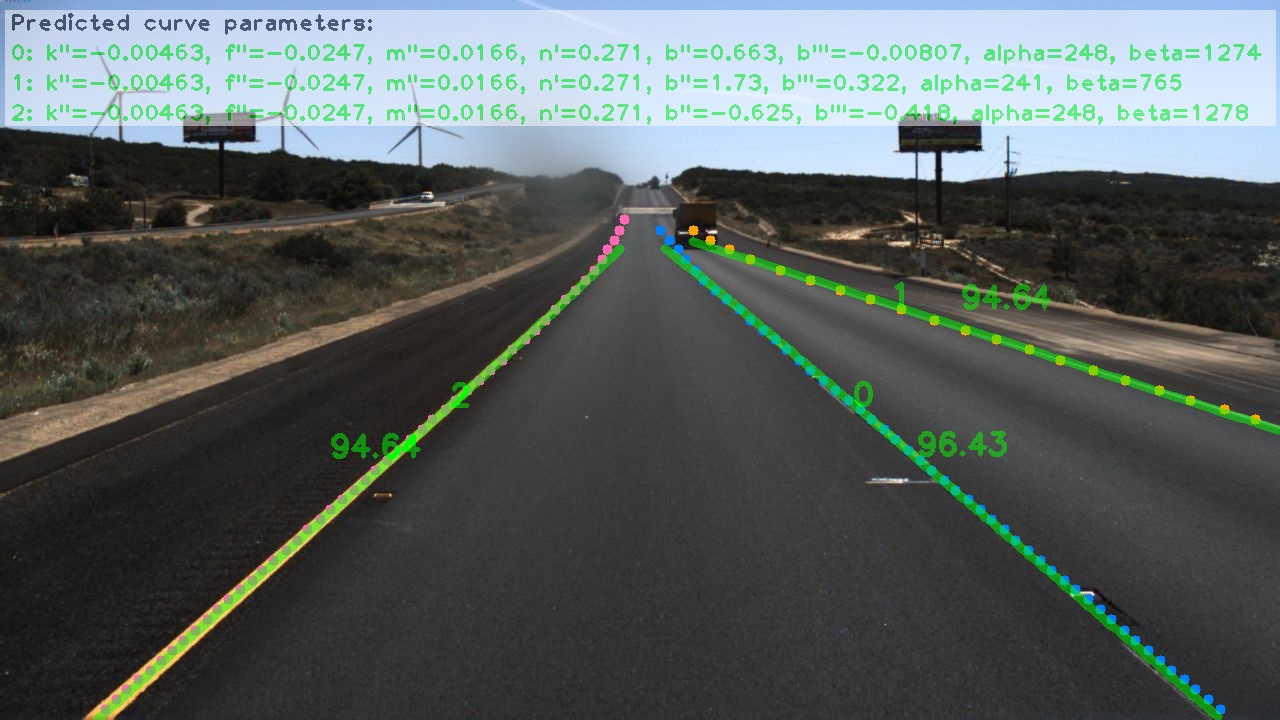 Predicted curve parameters:
0: k''=-0.00463, f''=-0.0247, m''=0.0166, n'=0.271, b''=0.663, b'''=-0.00807, alpha=248, beta=1274
1: k''=-0.00463, f''=-0.0247, m''=0.0166, n'=0.271, b''=1.73, b'''=0.322, alpha=241, beta=765
2: k''=-0.00463, f''=-0.0247, m''=0.0166, n'=0.271, b''=-0.625, b'''=-0.418, alpha=248, beta=1278
1 94.64
2 0
94.64 96.43